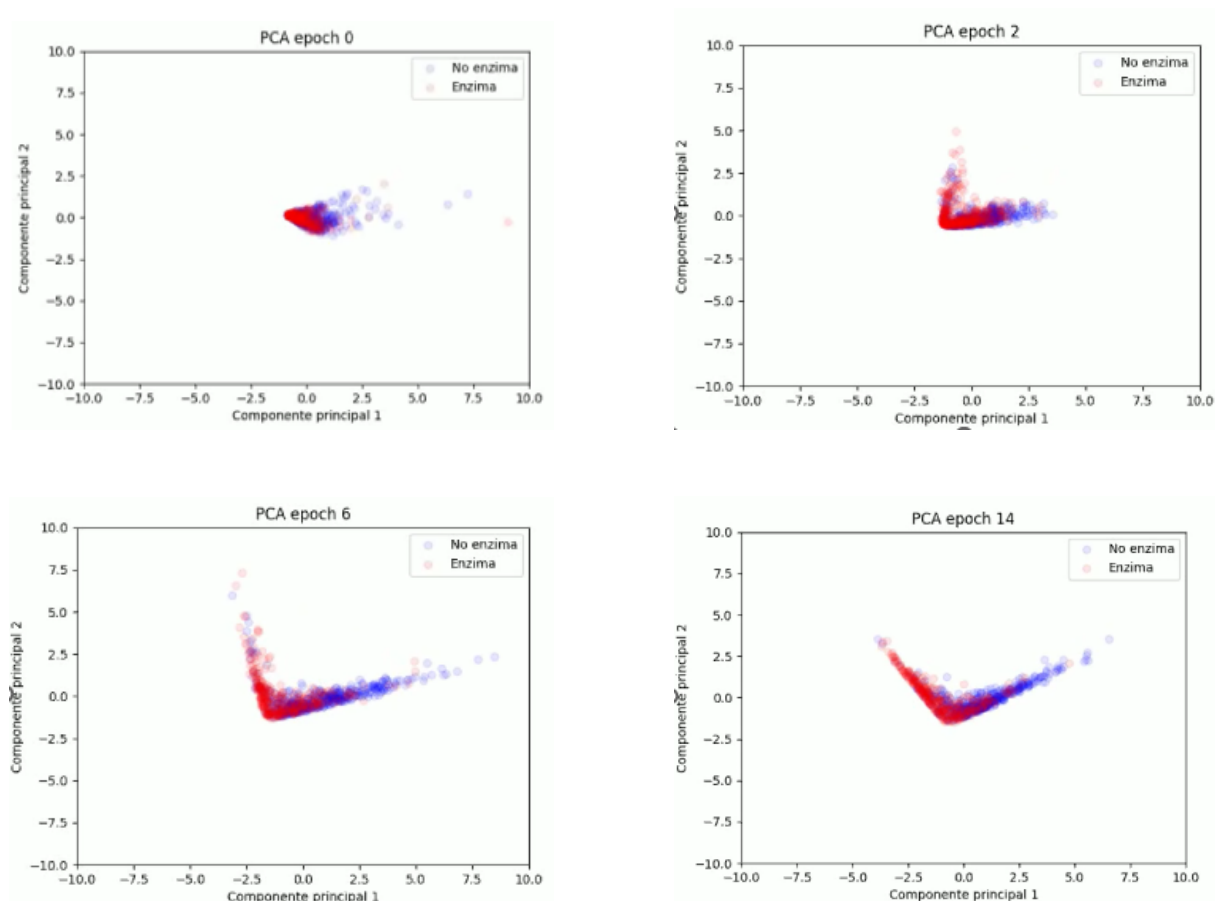 PCA epoch 0
10.0
7.5
5.0
2.5
0.0
−2.5
−5.0
−7.5
−10.0
Componente principal 2
No enzima
Enzima
−10.0 −7.5 −5.0 −2.5 0.0 2.5 5.0 7.5 10.0
Componente principal 1
PCA epoch 2
10.0
7.5
5.0
2.5
0.0
−2.5
−5.0
−7.5
−10.0
Componente principal 2
No enzima
Enzima
−10.0 −7.5 −5.0 −2.5 0.0 2.5 5.0 7.5 10.0
Componente principal 1
PCA epoch 6
10.0
7.5
5.0
2.5
0.0
−2.5
−5.0
−7.5
−10.0
Componente principal 2
No enzima
Enzima
−10.0 −7.5 −5.0 −2.5 0.0 2.5 5.0 7.5 10.0
Componente principal 1
PCA epoch 14
10.0
7.5
5.0
2.5
0.0
−2.5
−5.0
−7.5
−10.0
Componente principal 2
No enzima
Enzima
−10.0 −7.5 −5.0 −2.5 0.0 2.5 5.0 7.5 10.0
Componente principal 1